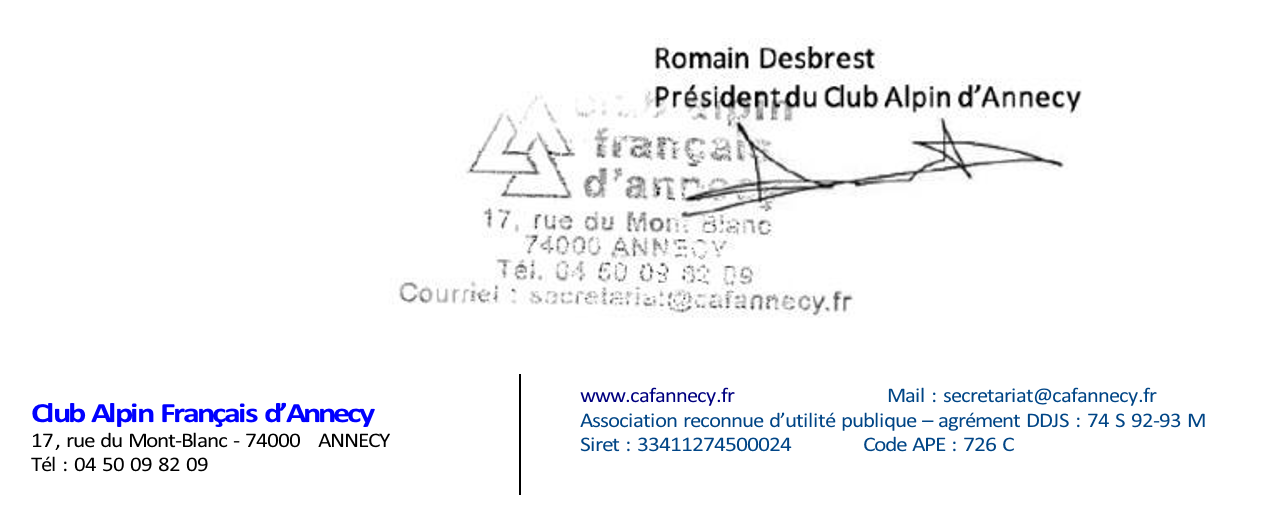 Romain Desbrest
Président du Club Alpin d'Annecy
Club Alpin
français
d'annecy
17, rue du Mont Blanc
74000 ANNECY
Tél. 04 50 09 82 09
Courriel : secretariat@cafannecy.fr
Club Alpin Français d'Annecy
17, rue du Mont-Blanc - 74000 ANNECY
Tél : 04 50 09 82 09
www.cafannecy.fr Mail : secretariat@cafannecy.fr
Association reconnue d'utilité publique – agrément DDJS : 74 S 92-93 M
Siret : 33411274500024 Code APE : 726 C